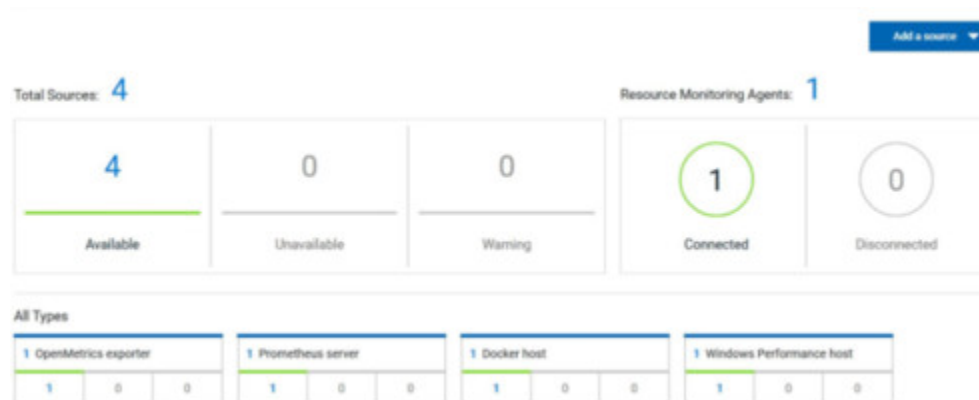 Add a source
Total Sources: 4
Resource Monitoring Agents: 1
4 0 0
Available Unavailable Warning
1 0
Connected Disconnected
All Types
1 OpenMetrics exporter
1 Prometheus server
1 Docker host
1 Windows Performance host
1 0 0
1 0 0
1 0 0
1 0 0